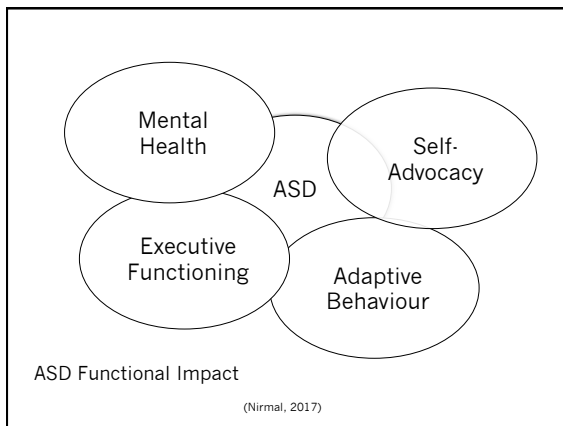 Mental
Health
Self-
Advocacy
ASD
Executive
Functioning
Adaptive
Behaviour
ASD Functional Impact
(Nirmal, 2017)